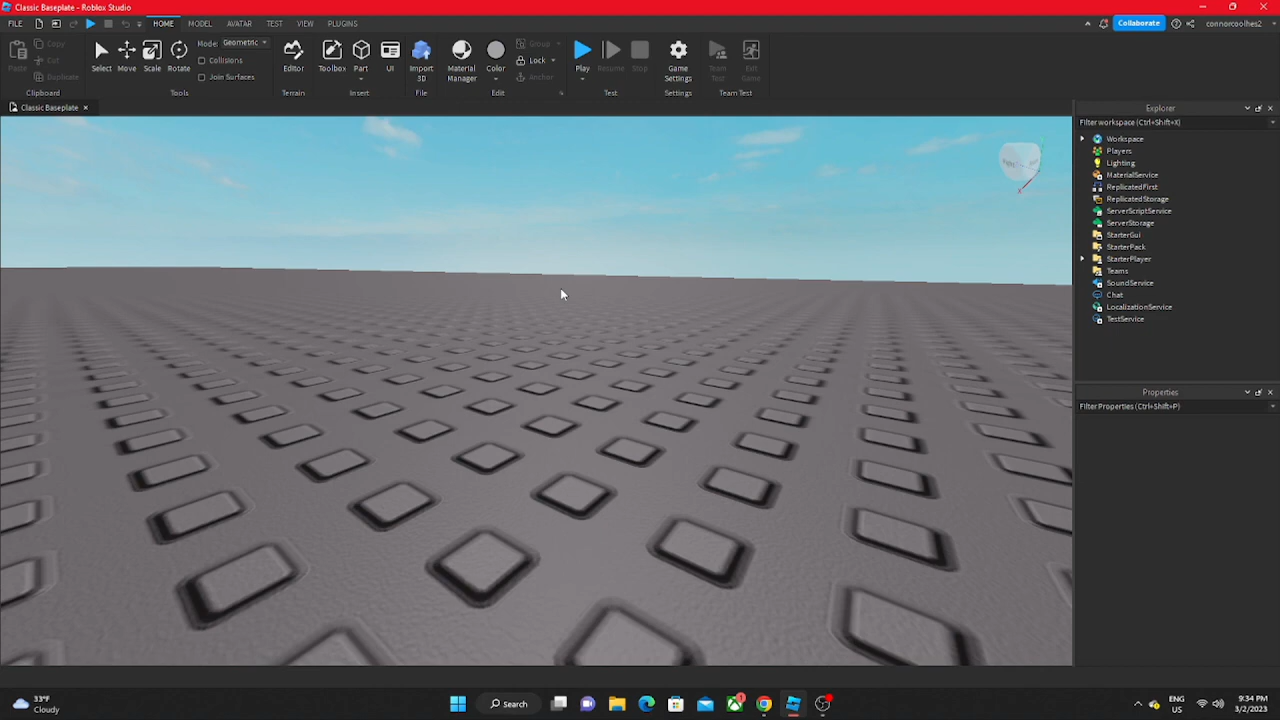 Classic Baseplate - Roblox Studio
FILE HOME MODEL AVATAR TEST VIEW PLUGINS
Collaborate connorcoolhes2
Paste Copy Cut Duplicate Clipboard
Select Move Scale Rotate Mode: Geometric Collisions Join Surfaces Tools
Editor Terrain
Toolbox Part UI Insert
Import 3D File
Material Manager Color Group Lock Anchor Edit
Play Resume Stop Test
Game Settings Settings
Team Test Exit Game Team Test
Classic Baseplate
Explorer
Filter workspace (Ctrl+Shift+X)
Workspace
Players
Lighting
MaterialService
ReplicatedFirst
ReplicatedStorage
ServerScriptService
ServerStorage
StarterGui
StarterPack
StarterPlayer
Teams
SoundService
Chat
LocalizationService
TestService
Properties
Filter Properties (Ctrl+Shift+P)
33°F
Cloudy
Search
1
ENG
US
9:34 PM
3/2/2023